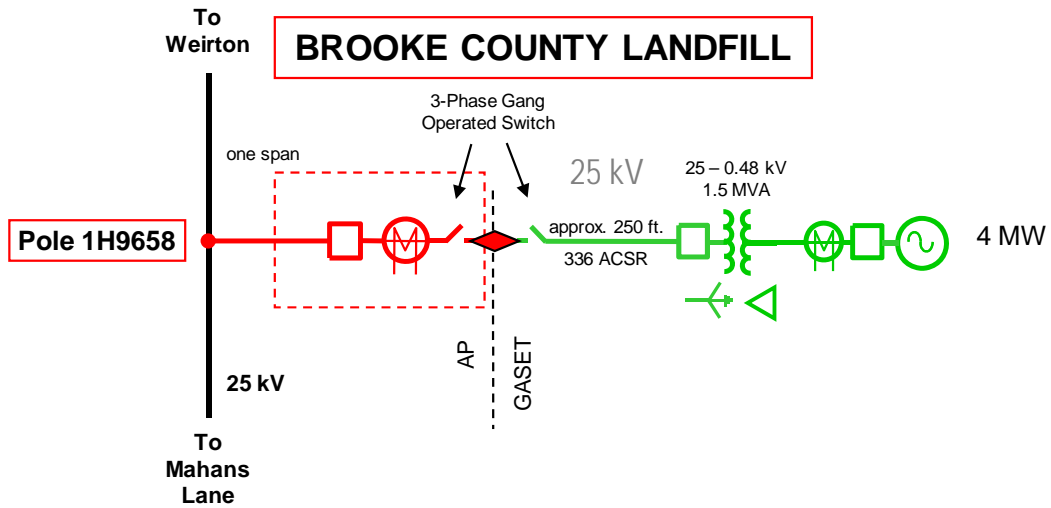 To
Weirton
BROOKE COUNTY LANDFILL
3-Phase Gang
Operated Switch
one span
25 kV
25 – 0.48 kV
1.5 MVA
Pole 1H9658
approx. 250 ft.
336 ACSR
4 MW
AP
GASET
25 kV
To
Mahans
Lane